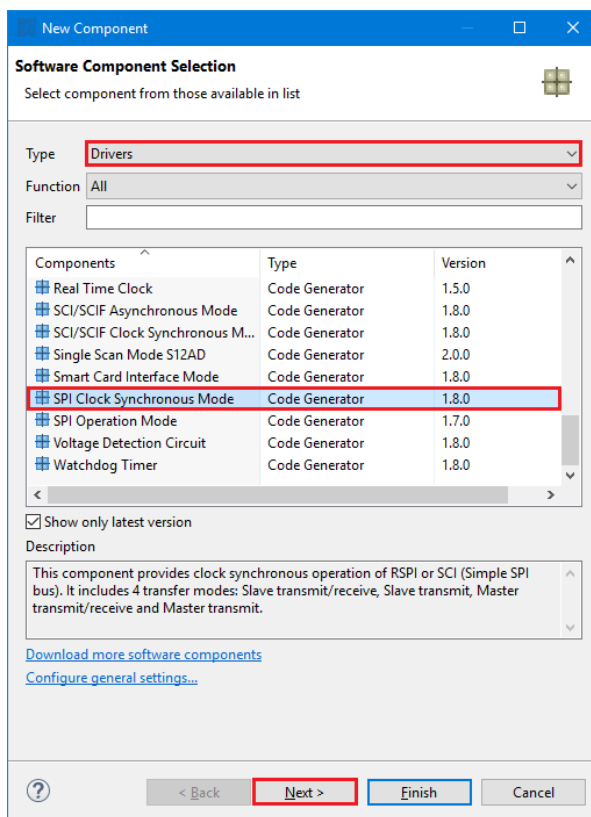 New Component
Software Component Selection
Select component from those available in list
Type Drivers
Function All
Filter
Components Type Version
Real Time Clock Code Generator 1.5.0
SCI/SCIF Asynchronous Mode Code Generator 1.8.0
SCI/SCIF Clock Synchronous M... Code Generator 1.8.0
Single Scan Mode S12AD Code Generator 2.0.0
Smart Card Interface Mode Code Generator 1.8.0
SPI Clock Synchronous Mode Code Generator 1.8.0
SPI Operation Mode Code Generator 1.7.0
Voltage Detection Circuit Code Generator 1.8.0
Watchdog Timer Code Generator 1.8.0
Show only latest version
Description
This component provides clock synchronous operation of RSPI or SCI (Simple SPI
bus). It includes 4 transfer modes: Slave transmit/receive, Slave transmit, Master
transmit/receive and Master transmit.
Download more software components
Configure general settings...
? < Back Next > Finish Cancel